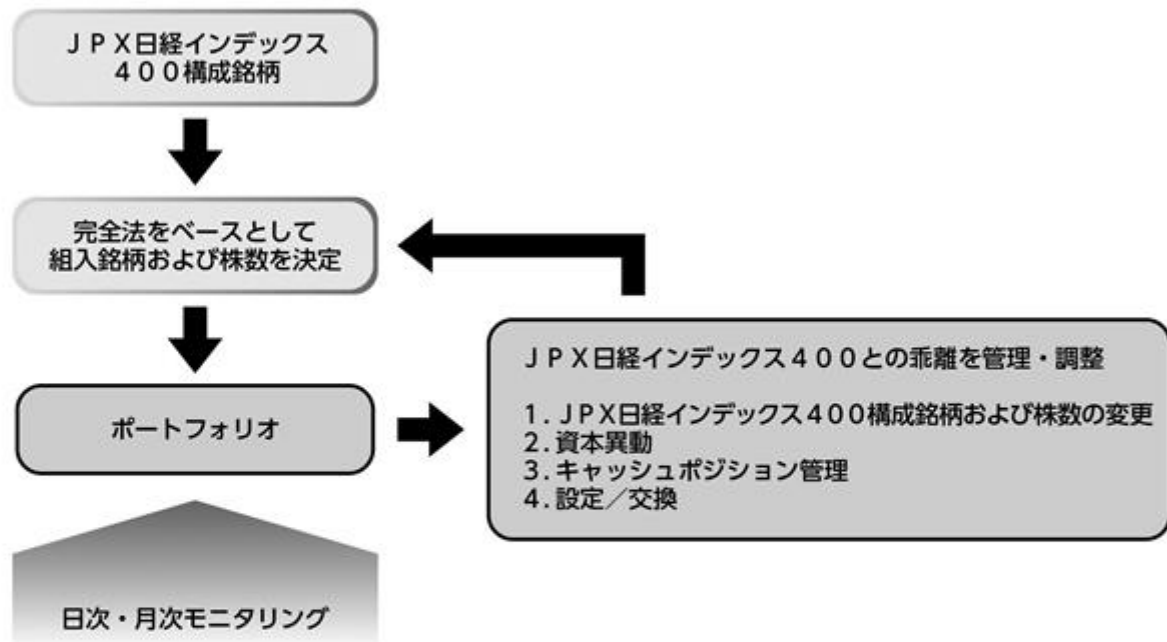 ＪＰＸ日経インデックス
４００構成銘柄
完全法をベースとして
組入銘柄および株数を決定
ポートフォリオ
ＪＰＸ日経インデックス４００との乖離を管理・調整
１．ＪＰＸ日経インデックス４００構成銘柄および株数の変更
２．資本異動
３．キャッシュポジション管理
４．設定／交換
日次・月次モニタリング